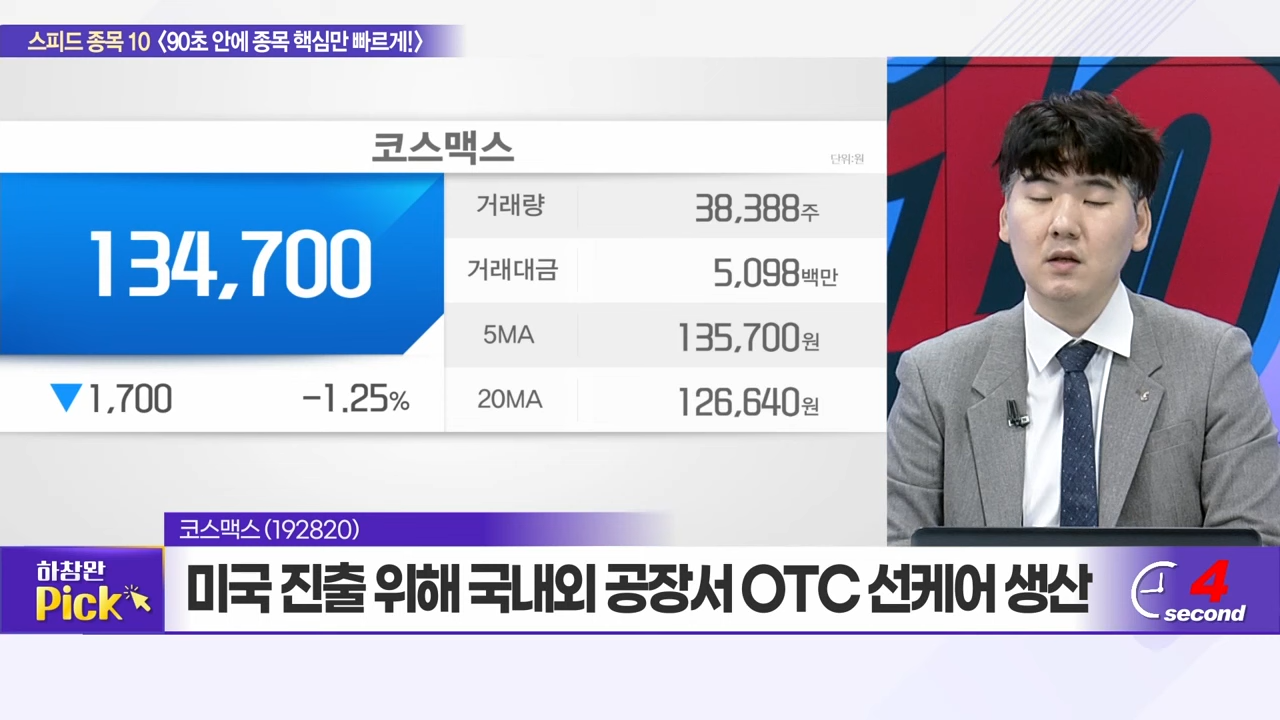 스피드 종목 10 〈90초 안에 종목 핵심만 빠르게!〉
코스맥스
단위:원
134,700
▼1,700 -1.25%
거래량 38,388주
거래대금 5,098백만
5MA 135,700원
20MA 126,640원
10
코스맥스 (192820)
하창완
Pick
미국 진출 위해 국내외 공장서 OTC 선케어 생산
4
second